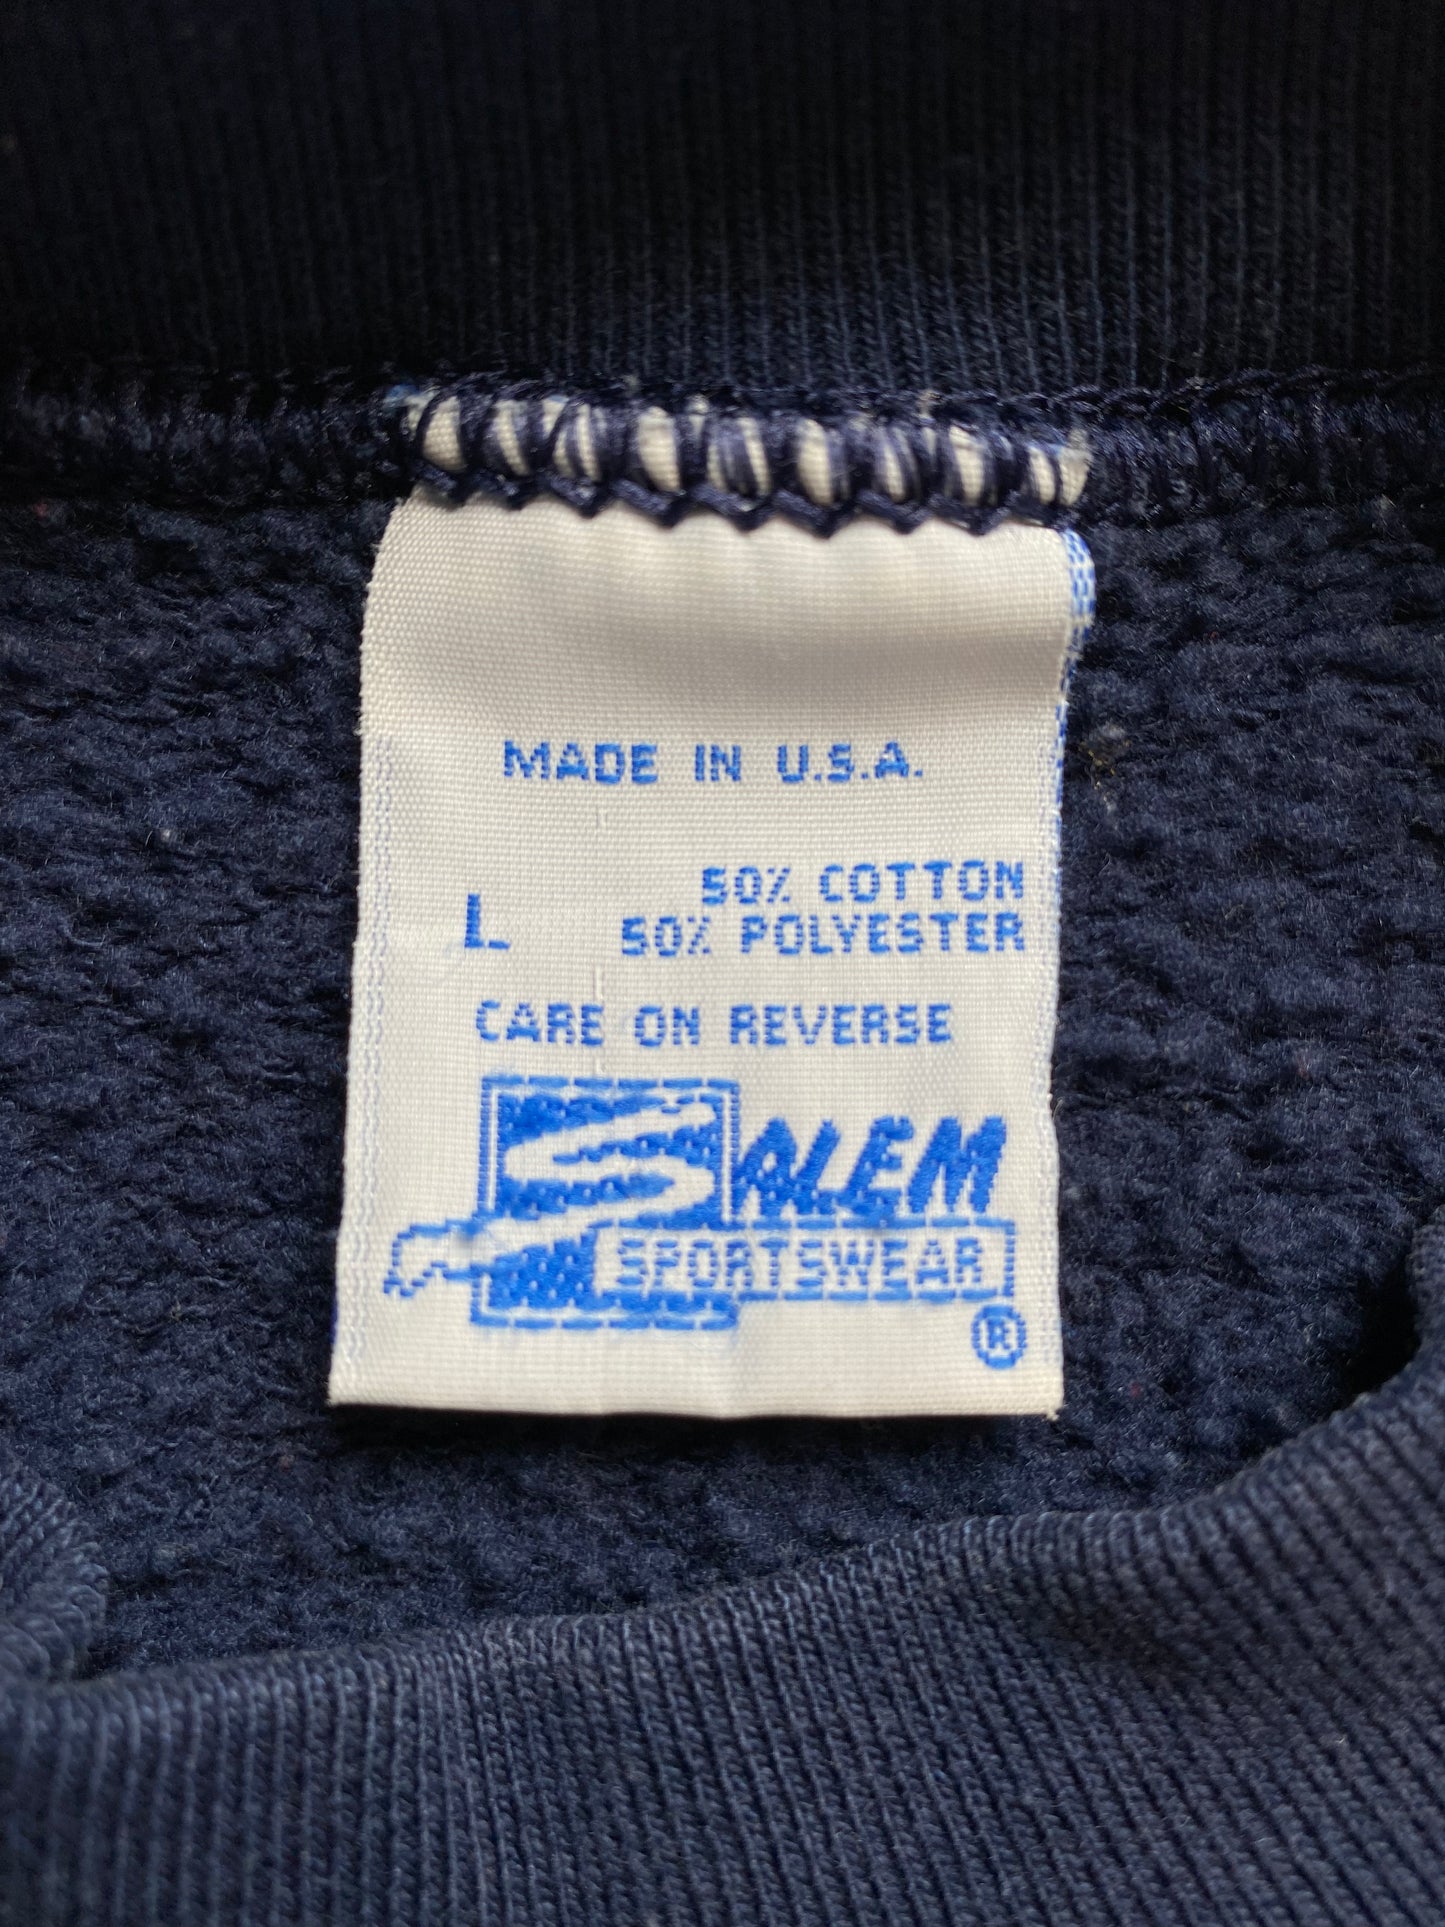 MADE IN U.S.A.
50% COTTON
L 50% POLYESTER
CARE ON REVERSE
SALEM
SPORTSWEAR
®